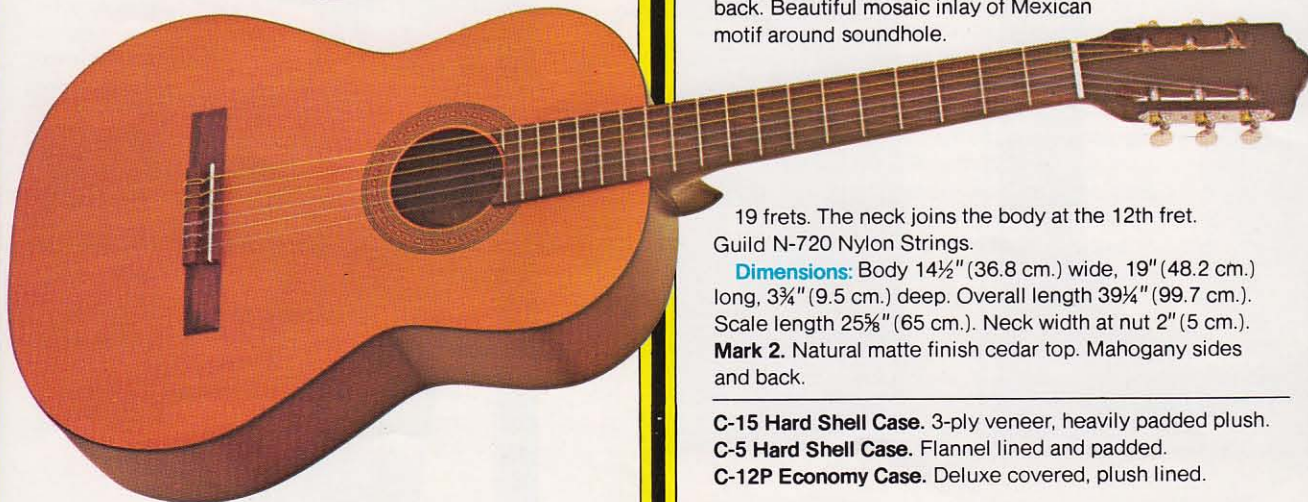 back. Beautiful mosaic inlay of Mexican
motif around soundhole.
19 frets. The neck joins the body at the 12th fret.
Guild N-720 Nylon Strings.
Dimensions: Body 14½" (36.8 cm.) wide, 19" (48.2 cm.)
long, 3¾" (9.5 cm.) deep. Overall length 39¼" (99.7 cm.).
Scale length 25⅝" (65 cm.). Neck width at nut 2" (5 cm.).
Mark 2. Natural matte finish cedar top. Mahogany sides
and back.
C-15 Hard Shell Case. 3-ply veneer, heavily padded plush.
C-5 Hard Shell Case. Flannel lined and padded.
C-12P Economy Case. Deluxe covered, plush lined.